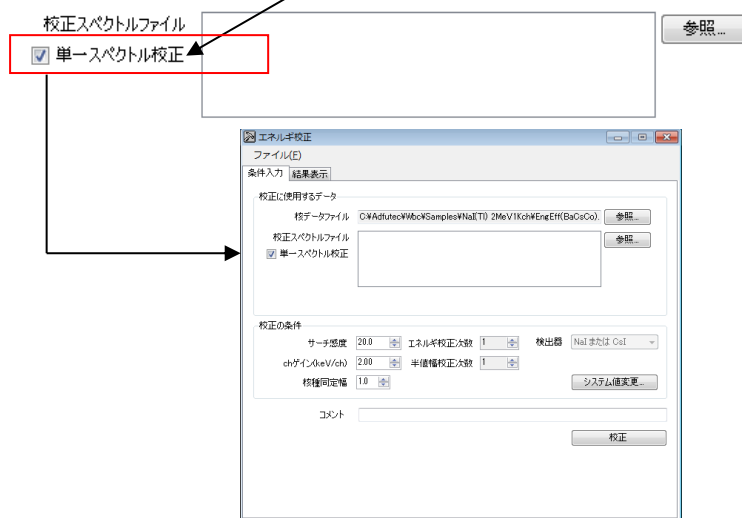 校正スペクトルファイル
参照...
単一スペクトル校正
エネルギ校正
ファイル(F)
条件入力 結果表示
校正に使用するデータ
核データファイル C:¥Adfutec¥Wbc¥Samples¥NaI(Tl) 2MeV1Kch¥EngEff(BaCsCo). 参照...
校正スペクトルファイル 参照...
単一スペクトル校正
校正の条件
サーチ感度 20.0 エネルギ校正次数 1 検出器 NaI または CsI
chゲイン(keV/ch) 2.00 半値幅校正次数 1
核種同定幅 1.0 システム値変更...
コメント
校正